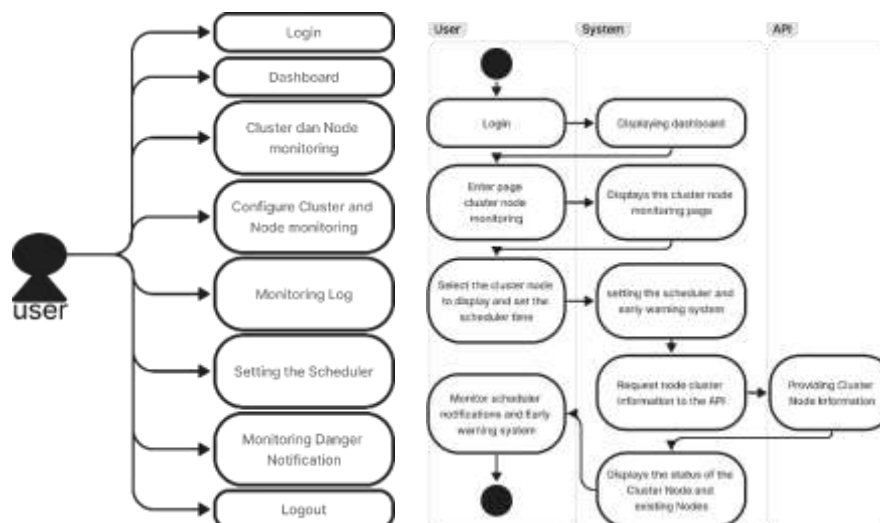 Login
Dashboard
Cluster dan Node
monitoring
Configure Cluster and
Node monitoring
Monitoring Log
Setting the Scheduler
Monitoring Danger
Notification
Logout
user
User
System
API
Login
Displaying dashboard
Enter page
cluster node
monitoring
Displays the cluster node
monitoring page
Select the cluster node
to display and set the
scheduler time
setting the scheduler and
early warning system
Request node cluster
information to the API
Providing Cluster
Node Information
Monitor scheduler
notifications and Early
warning system
Displays the status of the
Cluster Node and
existing Nodes